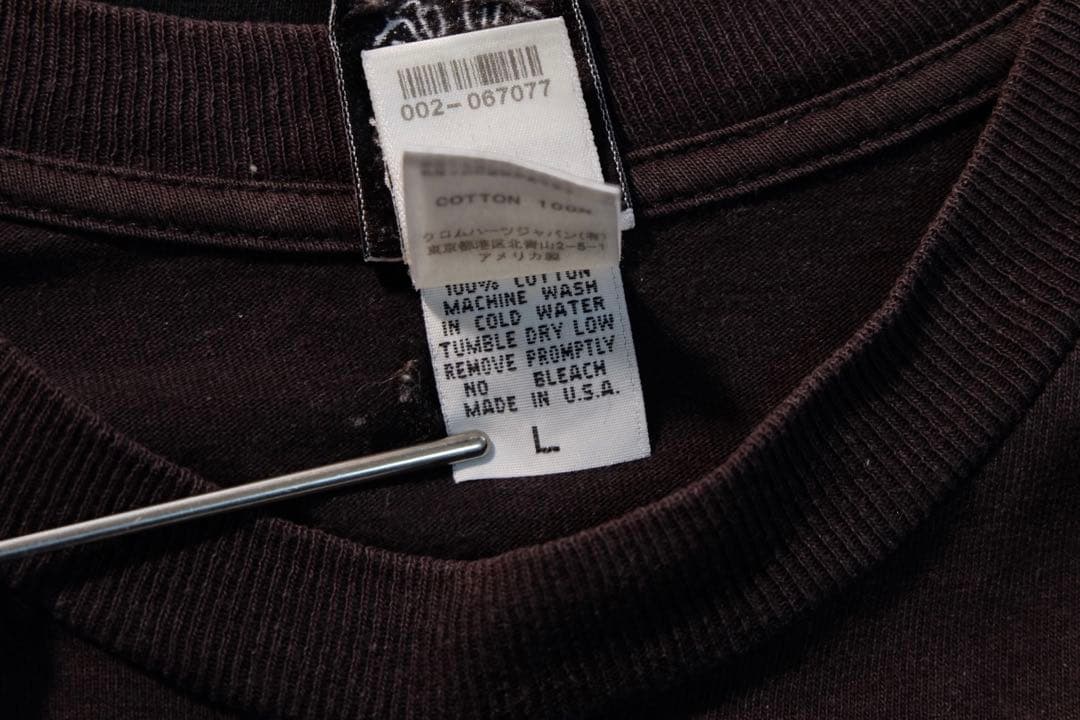 002-067077
COTTON 100%
クロムハーツジャパン(有)
東京都港区北青山2-5-1
アメリカ製
100% COTTON
MACHINE WASH
IN COLD WATER
TUMBLE DRY LOW
REMOVE PROMPTLY
NO BLEACH
MADE IN U.S.A.
L